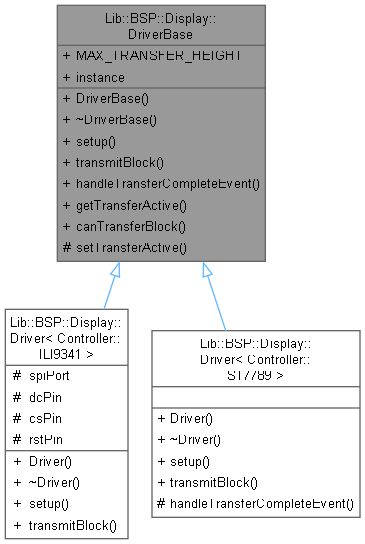 Lib::BSP::Display::
DriverBase
+ MAX_TRANSFER_HEIGHT
+ instance
+ DriverBase()
+ ~DriverBase()
+ setup()
+ transmitBlock()
+ handleTransferCompleteEvent()
+ getTransferActive()
+ canTransferBlock()
# setTransferActive()
Lib::BSP::Display::
Driver< Controller::
ILI9341 >
# spiPort
# dcPin
# csPin
# rstPin
+ Driver()
+ ~Driver()
+ setup()
+ transmitBlock()
Lib::BSP::Display::
Driver< Controller::
ST7789 >
+ Driver()
+ ~Driver()
+ setup()
+ transmitBlock()
# handleTransferCompleteEvent()